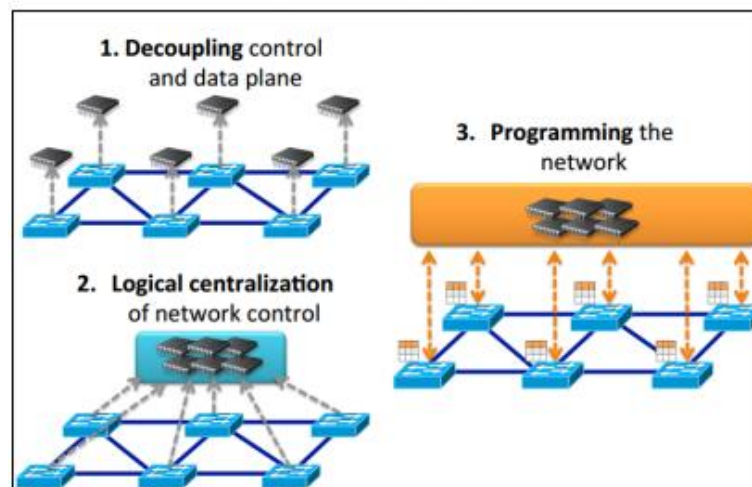 1. Decoupling control
and data plane
2. Logical centralization
of network control
3. Programming the
network